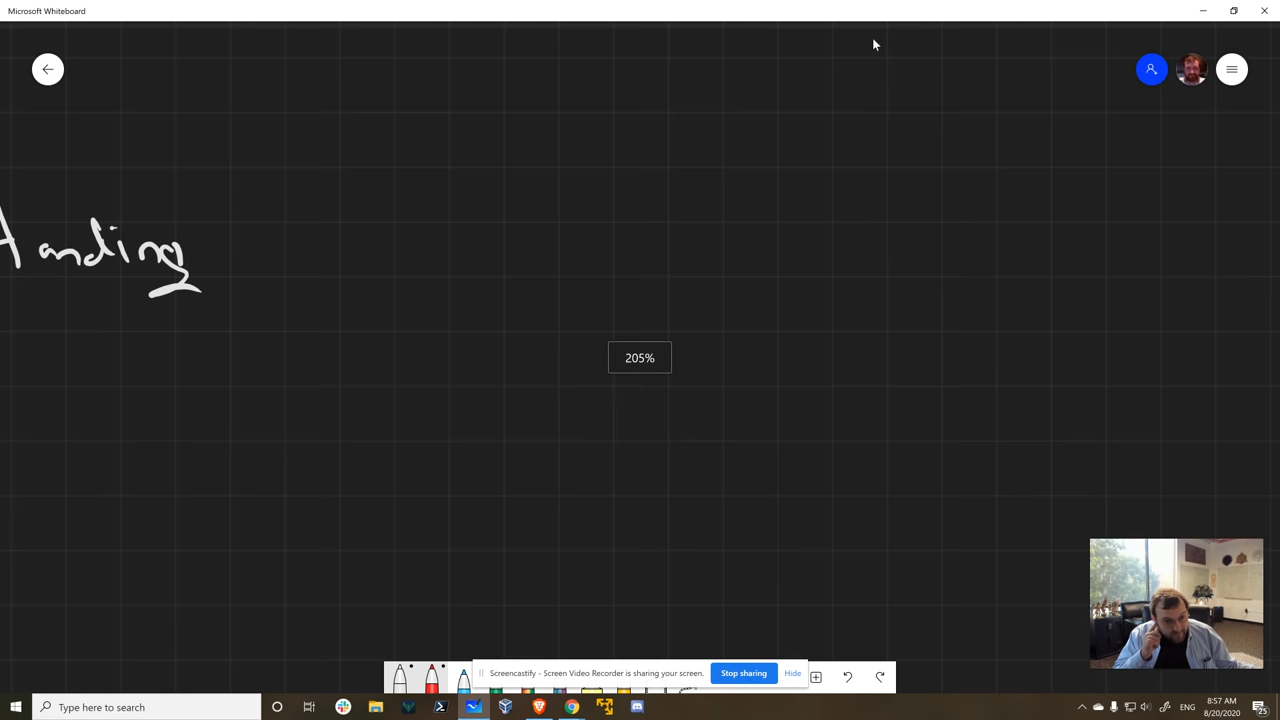 Microsoft Whiteboard
anding
205%
Screencastify - Screen Video Recorder is sharing your screen.
Stop sharing
Hide
Type here to search
ENG
8:57 AM
8/20/2020
25